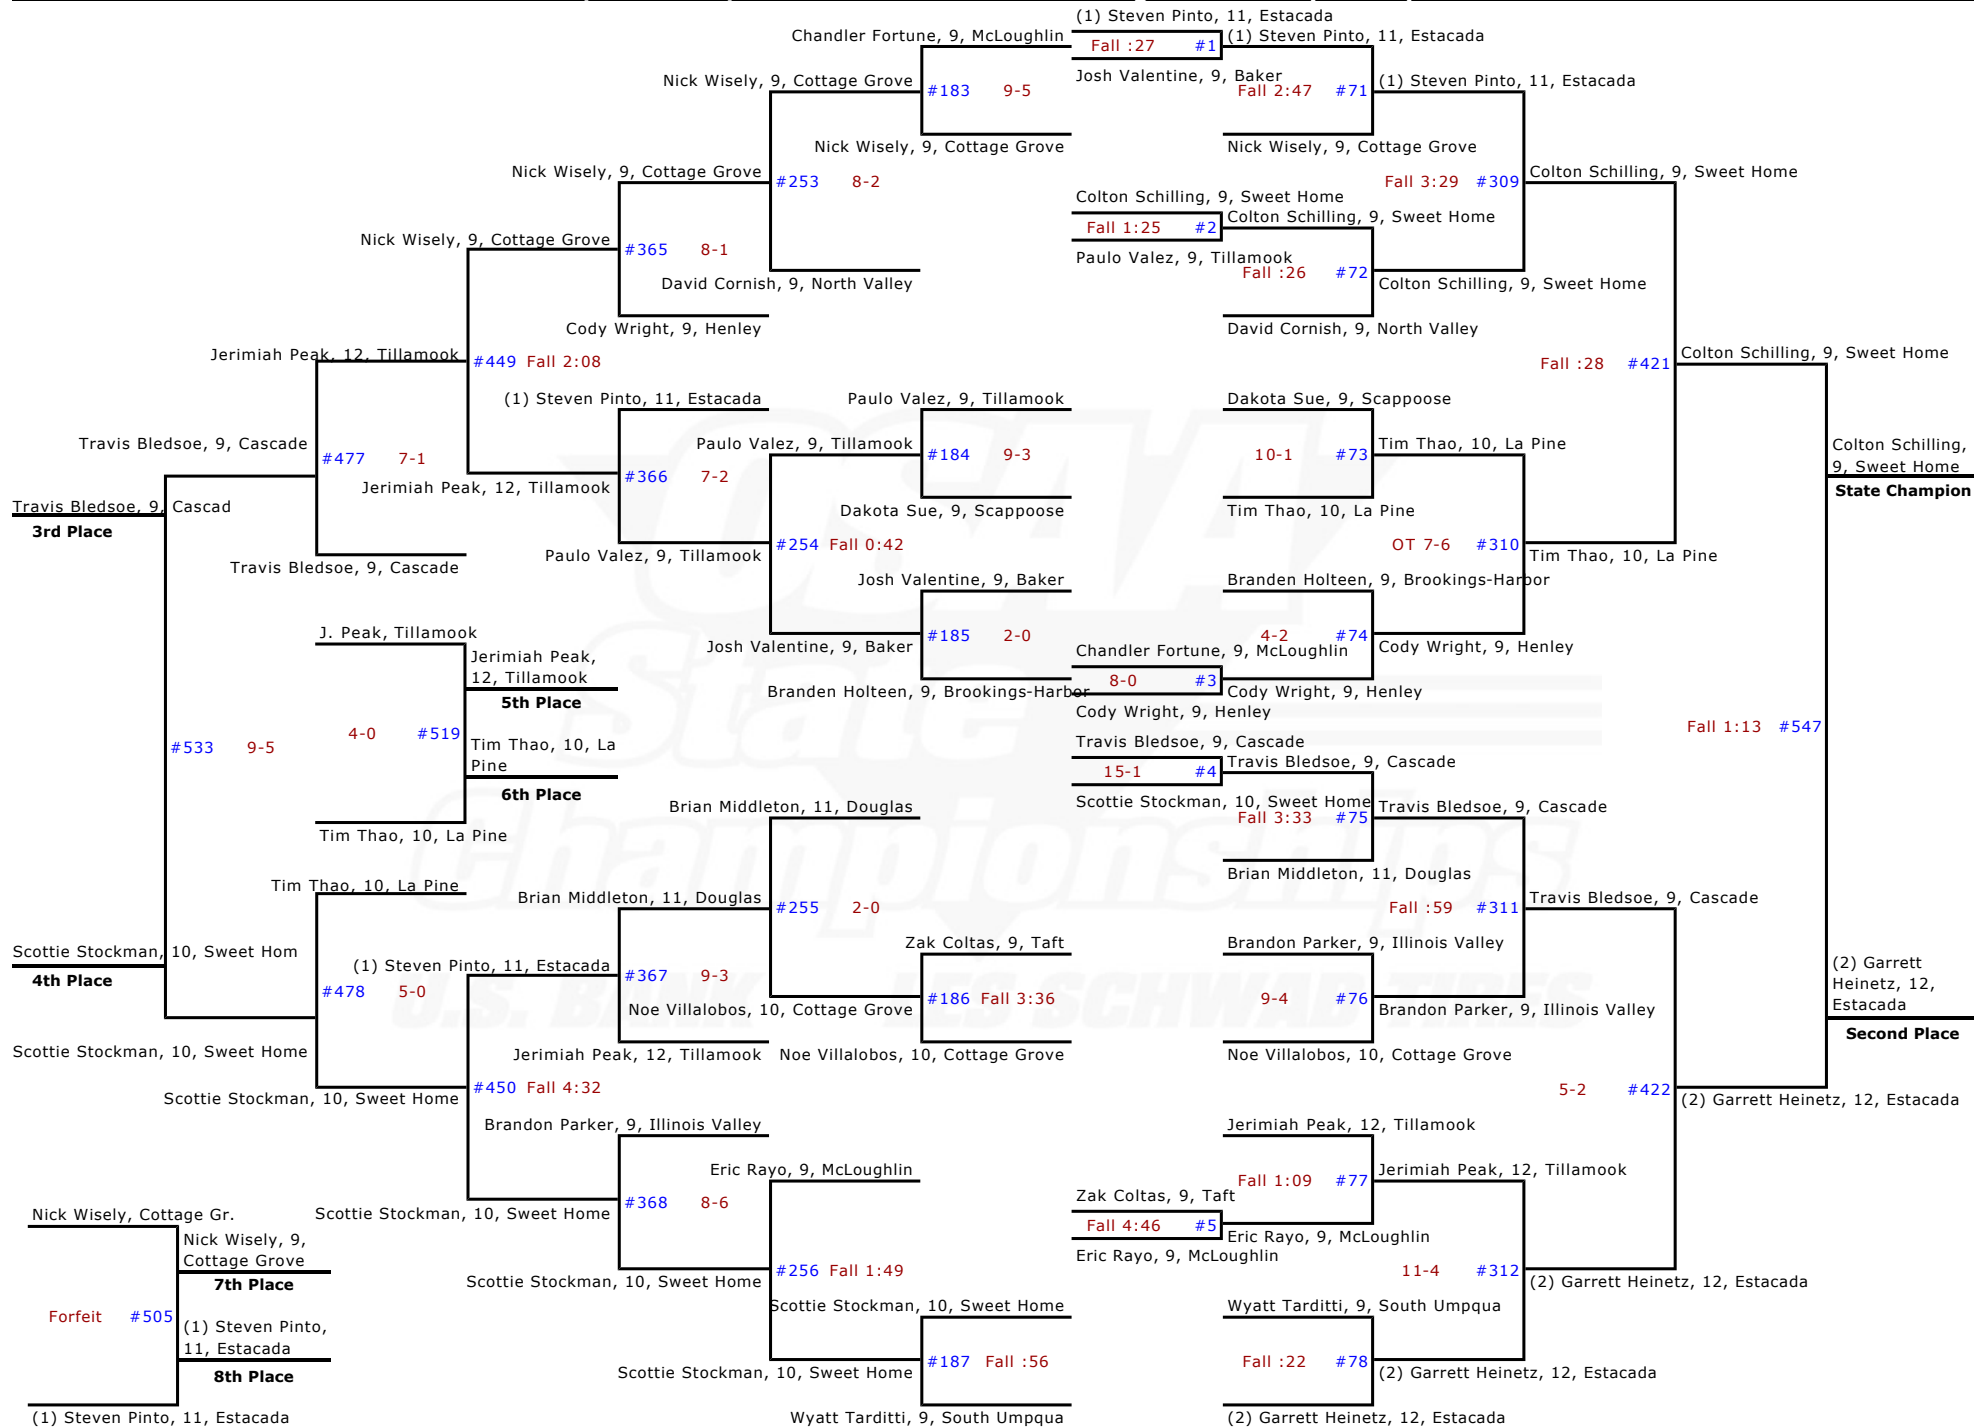 (1) Steven Pinto, 11, Estacada
Chandler Fortune, 9, McLoughlin
Fall :27 #1
(1) Steven Pinto, 11, Estacada
Josh Valentine, 9, Baker
Nick Wisely, 9, Cottage Grove
#183 9-5
Fall 2:47 #71
(1) Steven Pinto, 11, Estacada
Nick Wisely, 9, Cottage Grove
Nick Wisely, 9, Cottage Grove
Nick Wisely, 9, Cottage Grove
#253 8-2
Fall 3:29 #309
Colton Schilling, 9, Sweet Home
Colton Schilling, 9, Sweet Home
Colton Schilling, 9, Sweet Home
Fall 1:25 #2
Paulo Valez, 9, Tillamook
Nick Wisely, 9, Cottage Grove
#365 8-1
Fall :26 #72
David Cornish, 9, North Valley
Colton Schilling, 9, Sweet Home
Cody Wright, 9, Henley
David Cornish, 9, North Valley
Jerimiah Peak, 12, Tillamook
#449 Fall 2:08
Fall :28 #421
Colton Schilling, 9, Sweet Home
(1) Steven Pinto, 11, Estacada
Paulo Valez, 9, Tillamook
Dakota Sue, 9, Scappoose
Travis Bledsoe, 9, Cascade
Paulo Valez, 9, Tillamook
Tim Thao, 10, La Pine
Colton Schilling,
9, Sweet Home
State Champion
#477 7-1
#184 9-3
10-1 #73
#366 7-2
Jerimiah Peak, 12, Tillamook
Travis Bledsoe, 9, Cascad
3rd Place
Dakota Sue, 9, Scappoose
Tim Thao, 10, La Pine
Paulo Valez, 9, Tillamook
#254 Fall 0:42
OT 7-6 #310
Tim Thao, 10, La Pine
Travis Bledsoe, 9, Cascade
Josh Valentine, 9, Baker
Branden Holteen, 9, Brookings-Harbor
J. Peak, Tillamook
Josh Valentine, 9, Baker
#185 2-0
4-2 #74
Cody Wright, 9, Henley
Jerimiah Peak,
12, Tillamook
5th Place
Chandler Fortune, 9, McLoughlin
8-0 #3
Branden Holteen, 9, Brookings-Harbor
Cody Wright, 9, Henley
Cody Wright, 9, Henley
#533 9-5
4-0 #519
Tim Thao, 10, La
Pine
6th Place
Fall 1:13 #547
Travis Bledsoe, 9, Cascade
15-1 #4
Travis Bledsoe, 9, Cascade
Scottie Stockman, 10, Sweet Home
Brian Middleton, 11, Douglas
Fall 3:33 #75
Travis Bledsoe, 9, Cascade
Tim Thao, 10, La Pine
Brian Middleton, 11, Douglas
Tim Thao, 10, La Pine
Brian Middleton, 11, Douglas
#255 2-0
Fall :59 #311
Travis Bledsoe, 9, Cascade
Scottie Stockman, 10, Sweet Hom
4th Place
Zak Coltas, 9, Taft
Brandon Parker, 9, Illinois Valley
(1) Steven Pinto, 11, Estacada
#478 5-0
#367 9-3
#186 Fall 3:36
9-4 #76
(2) Garrett
Heinetz, 12,
Estacada
Second Place
Noe Villalobos, 10, Cottage Grove
Brandon Parker, 9, Illinois Valley
Scottie Stockman, 10, Sweet Home
Jerimiah Peak, 12, Tillamook
Noe Villalobos, 10, Cottage Grove
Noe Villalobos, 10, Cottage Grove
Scottie Stockman, 10, Sweet Home
#450 Fall 4:32
5-2 #422
(2) Garrett Heinetz, 12, Estacada
Brandon Parker, 9, Illinois Valley
Jerimiah Peak, 12, Tillamook
Eric Rayo, 9, McLoughlin
Fall 1:09 #77
Jerimiah Peak, 12, Tillamook
Scottie Stockman, 10, Sweet Home
#368 8-6
Zak Coltas, 9, Taft
Fall 4:46 #5
Eric Rayo, 9, McLoughlin
Eric Rayo, 9, McLoughlin
Nick Wisely, Cottage Gr.
Nick Wisely, 9,
Cottage Grove
7th Place
Scottie Stockman, 10, Sweet Home
#256 Fall 1:49
11-4 #312
(2) Garrett Heinetz, 12, Estacada
Forfeit #505
(1) Steven Pinto,
11, Estacada
8th Place
Scottie Stockman, 10, Sweet Home
Wyatt Tarditti, 9, South Umpqua
Scottie Stockman, 10, Sweet Home
#187 Fall :56
Fall :22 #78
(2) Garrett Heinetz, 12, Estacada
(1) Steven Pinto, 11, Estacada
Wyatt Tarditti, 9, South Umpqua
(2) Garrett Heinetz, 12, Estacada
OSAA
State
Championships
U.S. BANK LES SCHWAB TIRES